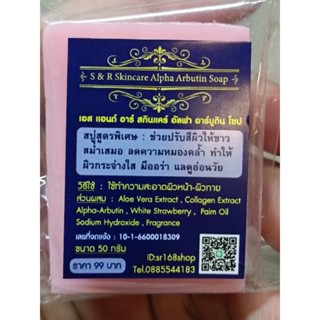 S & R Skincare Alpha Arbutin Soap
เอส แอนด์ อาร์ สกินแคร์ อัลฟา อาร์บูติน โซป
สบู่สูตรพิเศษ : ช่วยปรับสีผิวให้ขาว
สม่ำเสมอ ลดความหมองคล้ำ ทำให้
ผิวกระจ่างใส มีออร่า แลดูอ่อนวัย
วิธีใช้ : ใช้ทำความสะอาดผิวหน้า-ผิวกาย
ส่วนผสม : Aloe Vera Extract , Collagen Extract
Alpha-Arbutin , White Strawberry , Palm Oil
Sodium Hydroxide , Fragrance
เลขที่จดแจ้ง : 10-1-6600018309
ขนาด 50 กรัม
ราคา 99 บาท
ID:sr168shop
Tel.0885544183